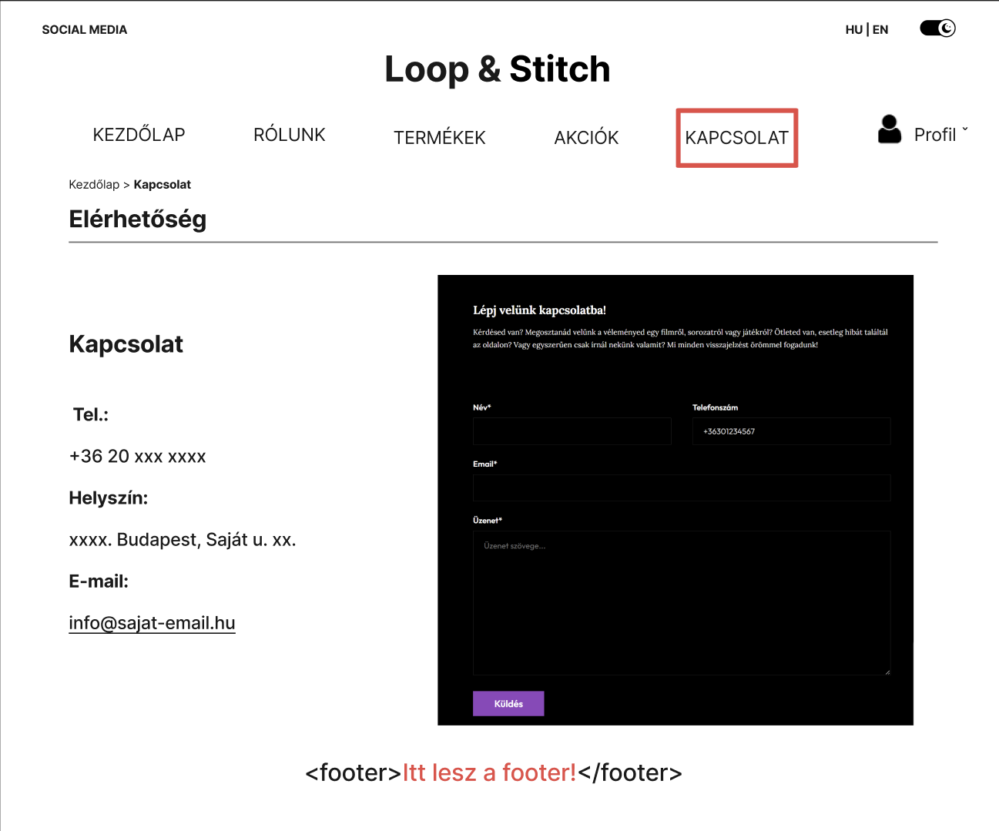 SOCIAL MEDIA
HU | EN
Loop & Stitch
KEZDŐLAP
RÓLUNK
TERMÉKEK
AKCIÓK
KAPCSOLAT
Profil ˇ
Kezdőlap > Kapcsolat
Elérhetőség
Kapcsolat
Tel.:
+36 20 xxx xxxx
Helyszín:
xxxx. Budapest, Saját u. xx.
E-mail:
info@sajat-email.hu
Lépj velünk kapcsolatba!
Kérdésed van? Megosztanád velünk a véleményed egy filmről, sorozatról vagy játékról? Ötleted van, esetleg hibát találtál
az oldalon? Vagy egyszerűen csak írnál nekünk valamit? Mi minden visszajelzést örömmel fogadunk!
Név*
Telefonszám
+36301234567
Email*
Üzenet*
Üzenet szövege...
Küldés
<footer>Itt lesz a footer!</footer>